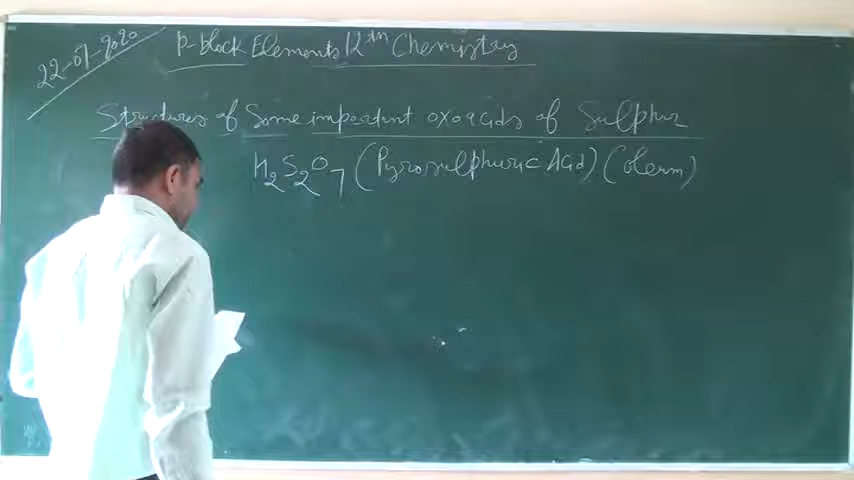 22-07-2020
p-block Elements 12th Chemistry
Structures of Some important oxoacids of Sulphur
H2S2O7 (Pyrosulphuric Acid) (oleum)